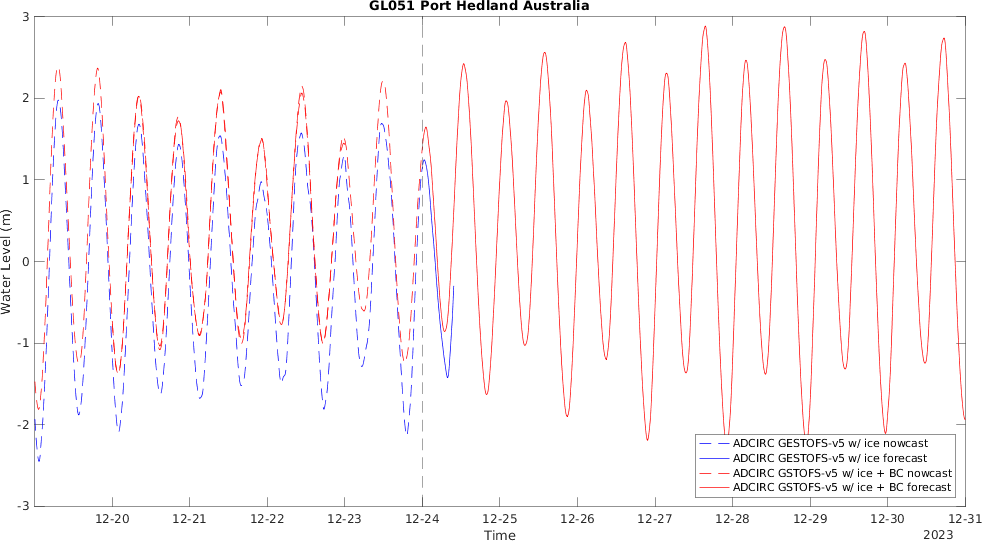 GL051 Port Hedland Australia
3
2
1
0
-1
-2
-3
Water Level (m)
ADCIRC GESTOFS-v5 w/ ice nowcast
ADCIRC GESTOFS-v5 w/ ice forecast
ADCIRC GSTOFS-v5 w/ ice + BC nowcast
ADCIRC GSTOFS-v5 w/ ice + BC forecast
12-20 12-21 12-22 12-23 12-24 12-25 12-26 12-27 12-28 12-29 12-30 12-31
Time
2023